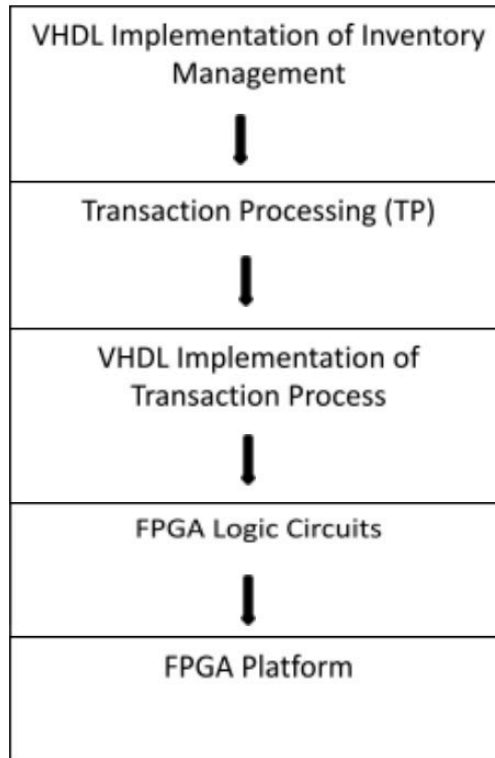 VHDL Implementation of Inventory
Management
Transaction Processing (TP)
VHDL Implementation of
Transaction Process
FPGA Logic Circuits
FPGA Platform